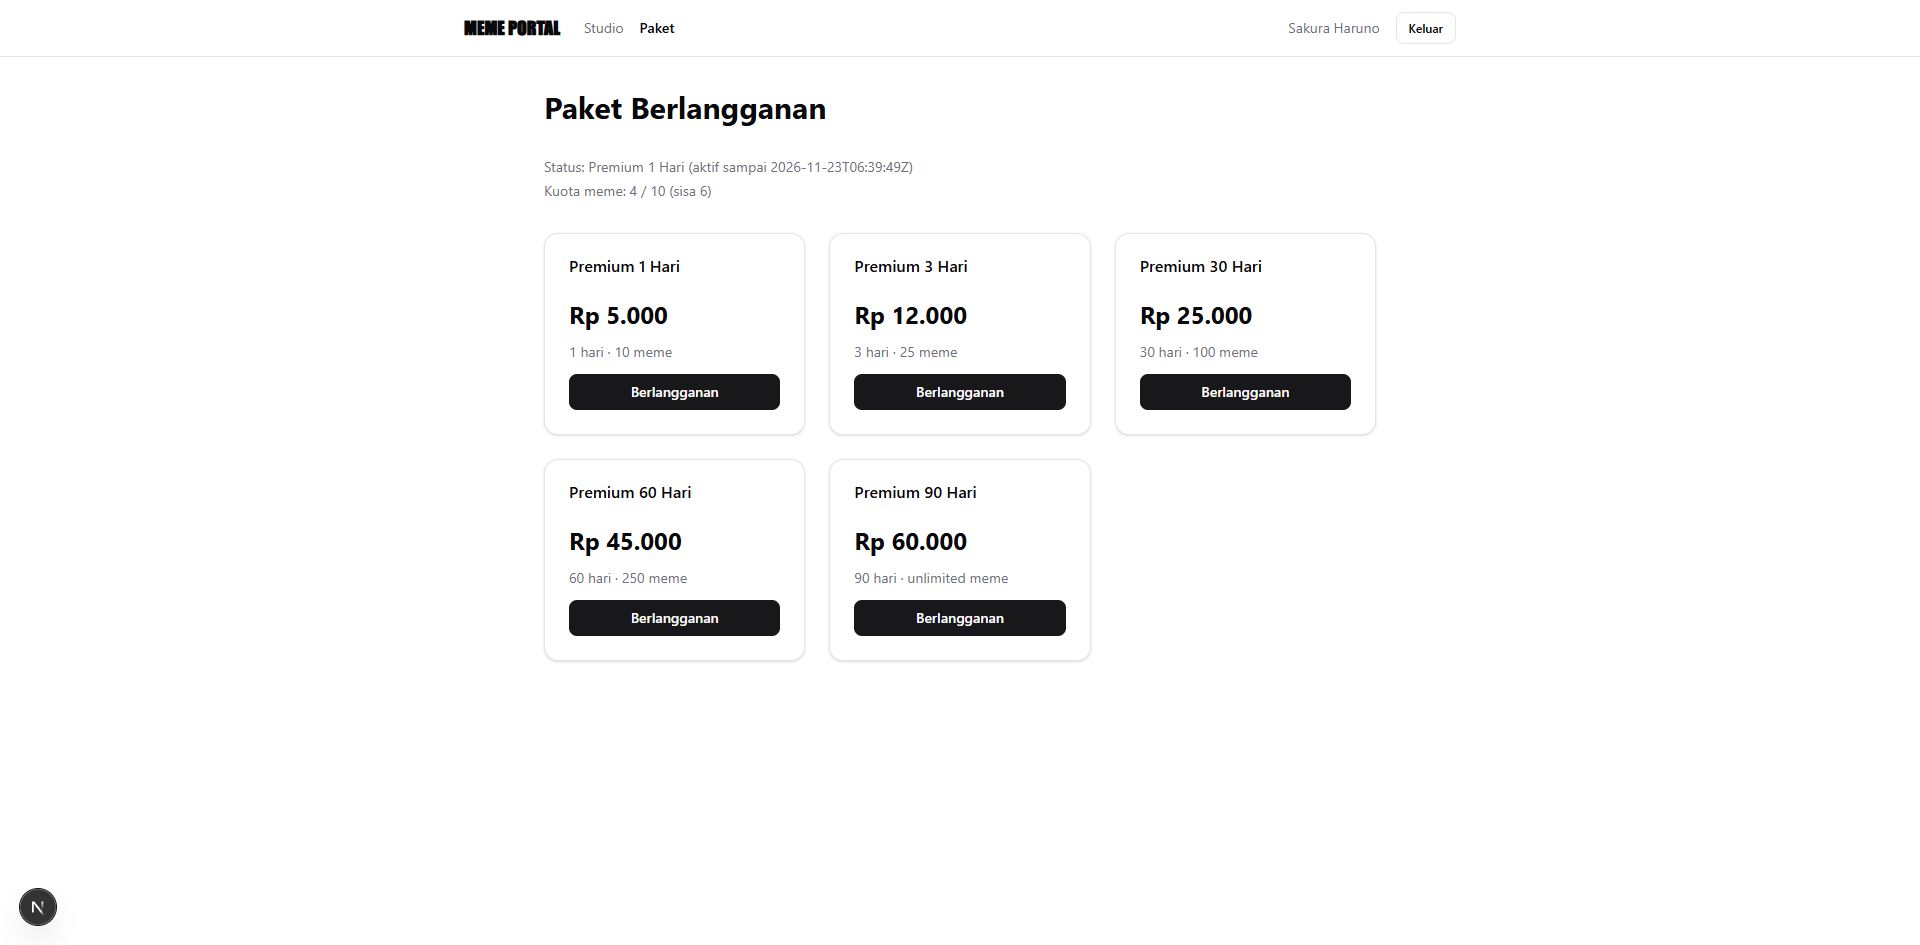 MEME PORTAL Studio Paket Sakura Haruno Keluar
Paket Berlangganan
Status: Premium 1 Hari (aktif sampai 2026-11-23T06:39:49Z)
Kuota meme: 4 / 10 (sisa 6)
Premium 1 Hari
Rp 5.000
1 hari · 10 meme
Berlangganan
Premium 3 Hari
Rp 12.000
3 hari · 25 meme
Berlangganan
Premium 30 Hari
Rp 25.000
30 hari · 100 meme
Berlangganan
Premium 60 Hari
Rp 45.000
60 hari · 250 meme
Berlangganan
Premium 90 Hari
Rp 60.000
90 hari · unlimited meme
Berlangganan
N